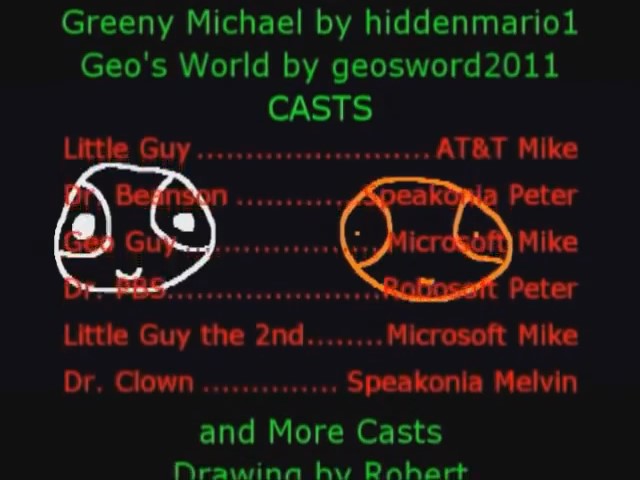 Greeny Michael by hiddenmario1
Geo's World by geosword2011
CASTS
Little Guy ........................ AT&T Mike
Dr. Beanson ............. Speakonia Peter
Geo Guy..................... Microsoft Mike
Dr. PBS......................Robosoft Peter
Little Guy the 2nd........Microsoft Mike
Dr. Clown .............. Speakonia Melvin
and More Casts
Drawing by Robert